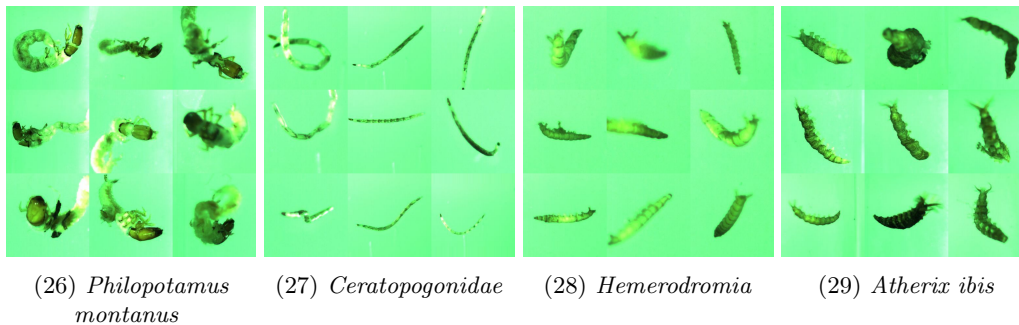 (26) Philopotamus
montanus
(27) Ceratopogonidae
(28) Hemerodromia
(29) Atherix ibis